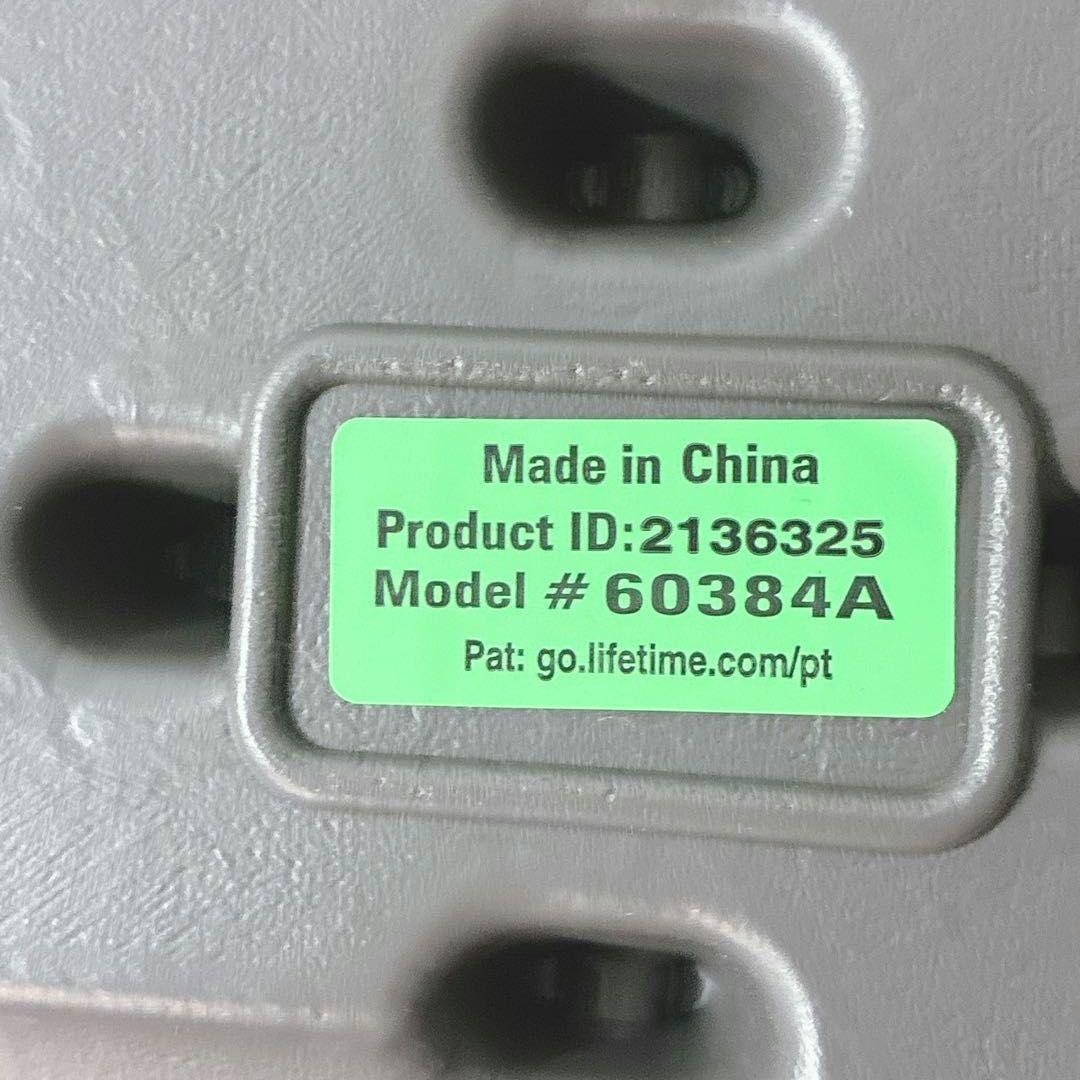 Made in China
Product ID:2136325
Model # 60384A
Pat: go.lifetime.com/pt